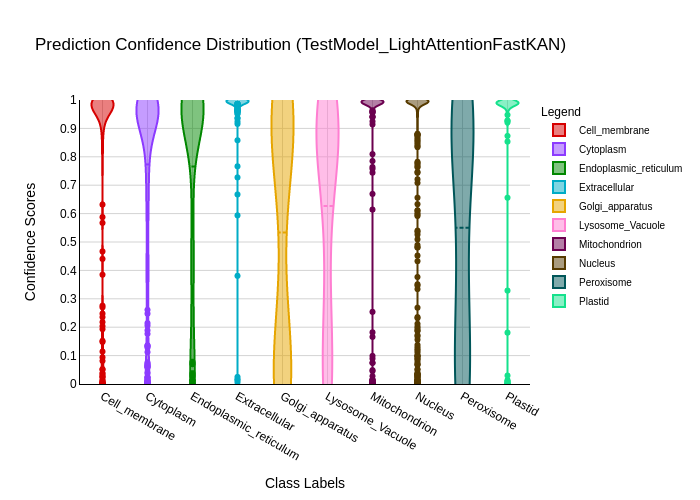 Prediction Confidence Distribution (TestModel_LightAttentionFastKAN)
Legend
Cell_membrane
Cytoplasm
Endoplasmic_reticulum
Extracellular
Golgi_apparatus
Lysosome_Vacuole
Mitochondrion
Nucleus
Peroxisome
Plastid
Confidence Scores
1
0.9
0.8
0.7
0.6
0.5
0.4
0.3
0.2
0.1
0
Cell_membrane
Cytoplasm
Endoplasmic_reticulum
Extracellular
Golgi_apparatus
Lysosome_Vacuole
Mitochondrion
Nucleus
Peroxisome
Plastid
Class Labels